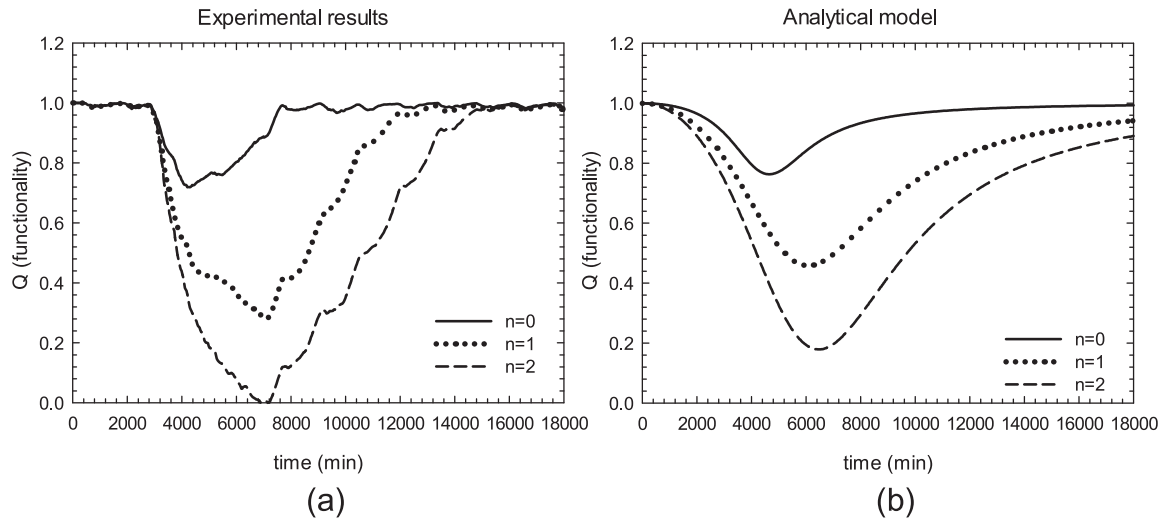 Experimental results
1.2
1.0
0.8
0.6
0.4
0.2
0.0
Q (functionality)
n=0
n=1
n=2
0 2000 4000 6000 8000 10000 12000 14000 16000 18000
time (min)
(a)
Analytical model
1.2
1.0
0.8
0.6
0.4
0.2
0.0
Q (functionality)
n=0
n=1
n=2
0 2000 4000 6000 8000 10000 12000 14000 16000 18000
time (min)
(b)